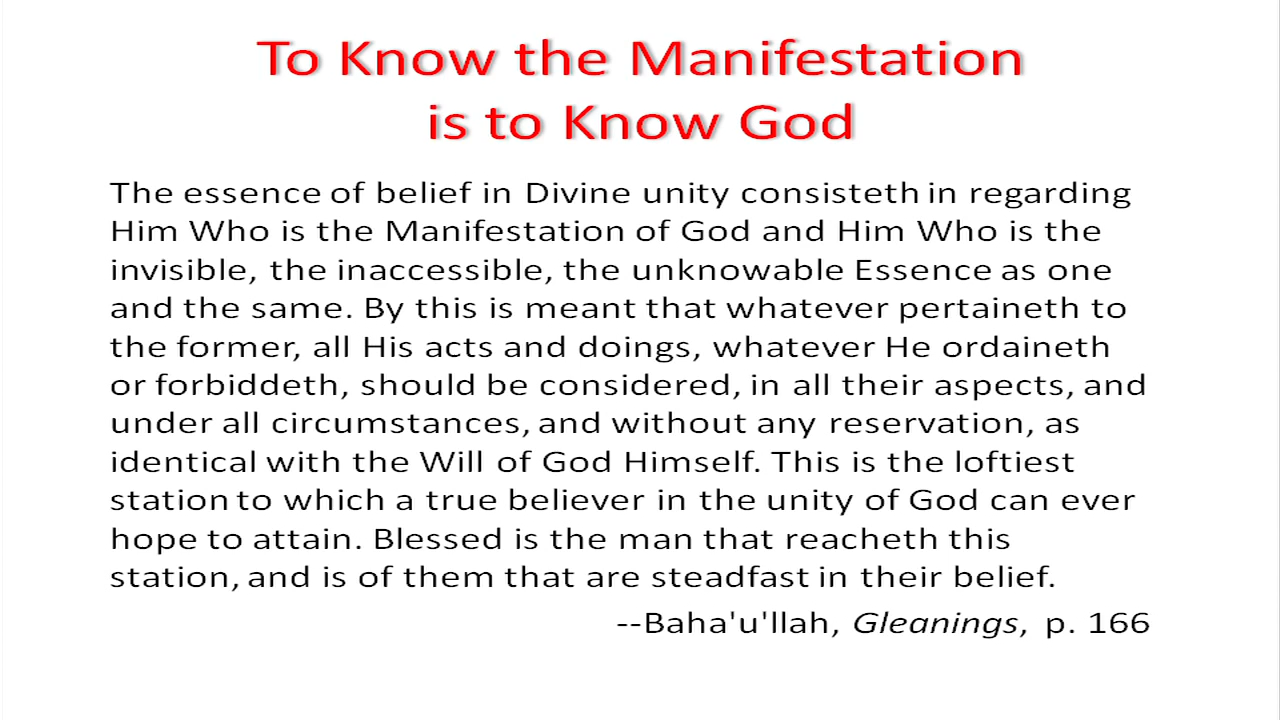 To Know the Manifestation
is to Know God
The essence of belief in Divine unity consisteth in regarding
Him Who is the Manifestation of God and Him Who is the
invisible, the inaccessible, the unknowable Essence as one
and the same. By this is meant that whatever pertaineth to
the former, all His acts and doings, whatever He ordaineth
or forbiddeth, should be considered, in all their aspects, and
under all circumstances, and without any reservation, as
identical with the Will of God Himself. This is the loftiest
station to which a true believer in the unity of God can ever
hope to attain. Blessed is the man that reacheth this
station, and is of them that are steadfast in their belief.
--Baha'u'llah, Gleanings, p. 166